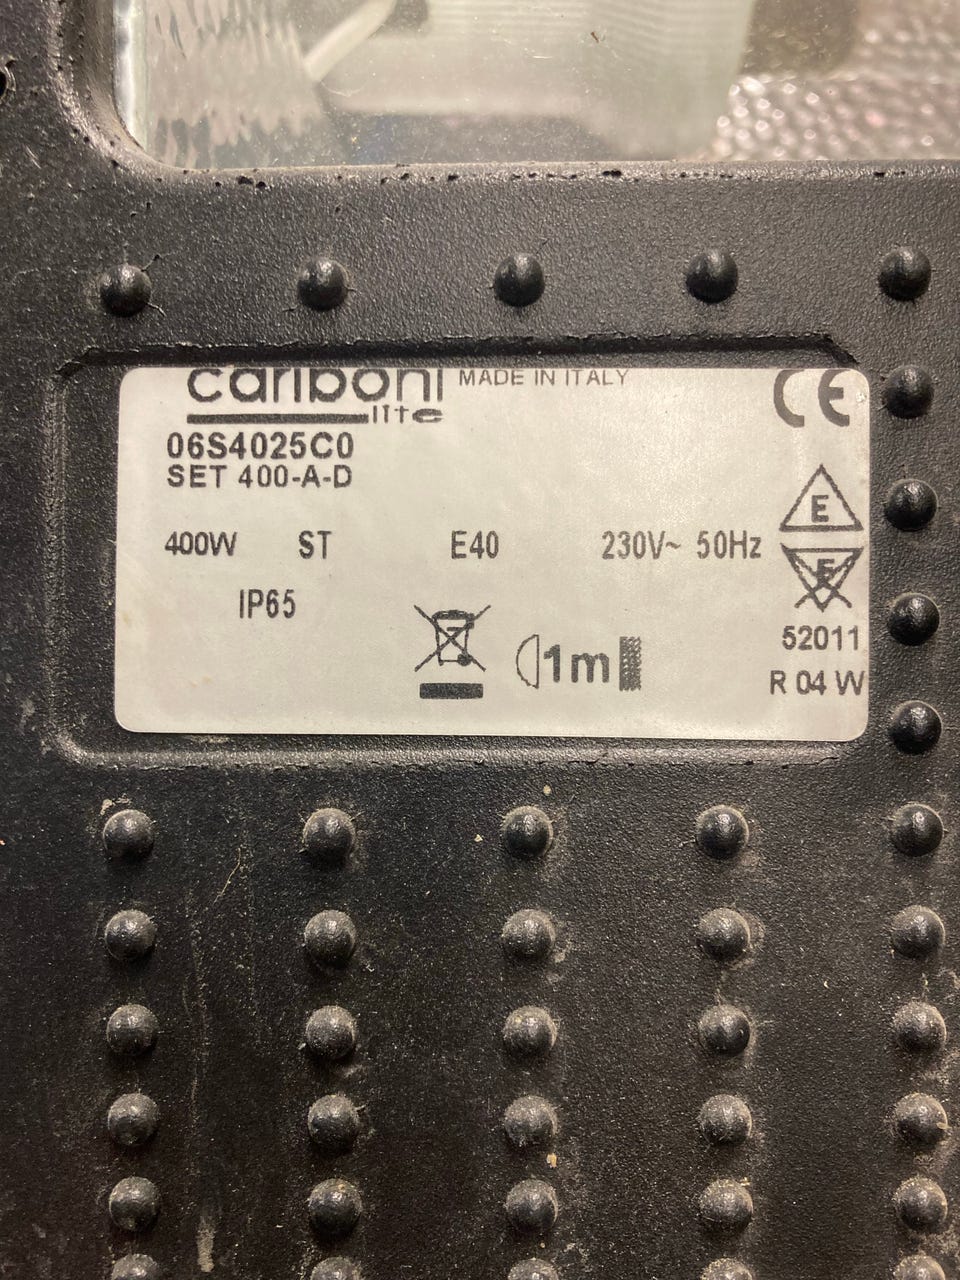 cariboni MADE IN ITALY CE
lite
06S4025C0
SET 400-A-D
E
400W ST E40 230V~ 50Hz
F
IP65
52011
1m
R 04 W